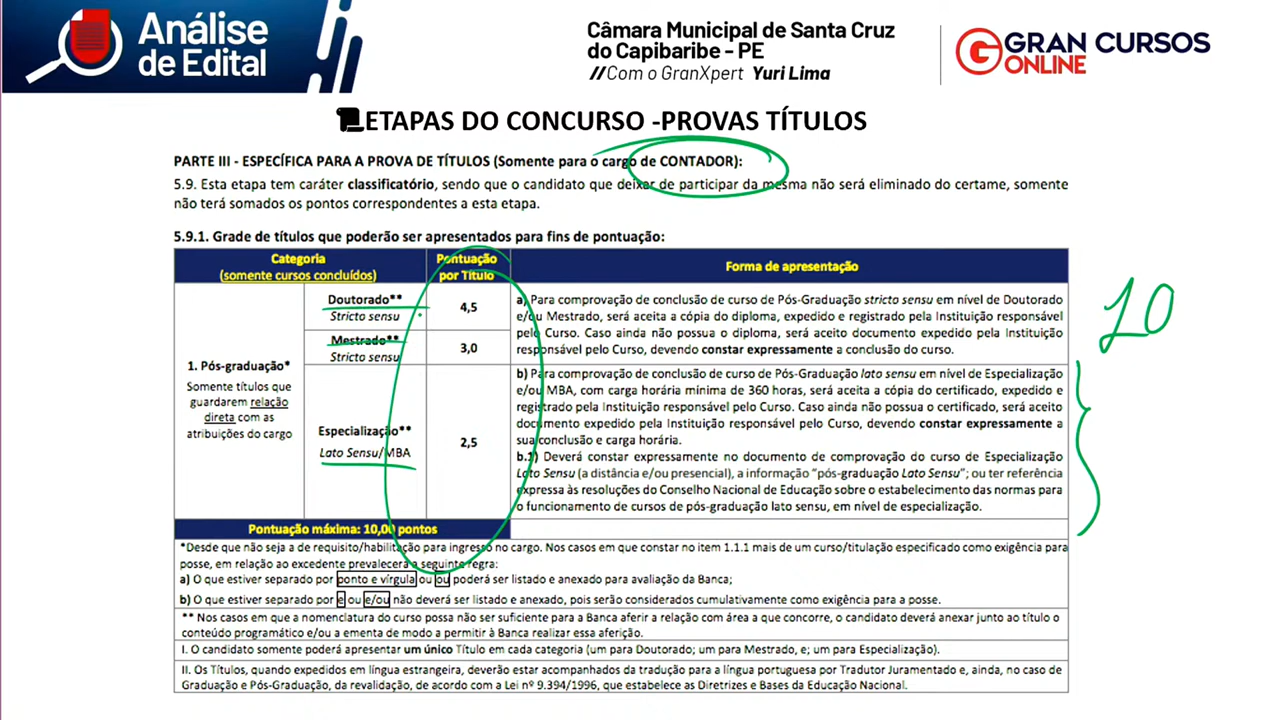 Análise
de Edital
Câmara Municipal de Santa Cruz
do Capibaribe – PE
//Com o GranXpert Yuri Lima
GRAN CURSOS
ONLINE
ETAPAS DO CONCURSO -PROVAS TÍTULOS
PARTE III - ESPECÍFICA PARA A PROVA DE TÍTULOS (Somente para o cargo de CONTADOR):
5.9. Esta etapa tem caráter classificatório, sendo que o candidato que deixar de participar da mesma não será eliminado do certame, somente
não terá somados os pontos correspondentes a esta etapa.
5.9.1. Grade de títulos que poderão ser apresentados para fins de pontuação:
Categoria
(somente cursos concluídos)
Pontuação
por Título
Forma de apresentação
1. Pós-graduação*
Somente títulos que
guardarem relação
direta com as
atribuições do cargo
Doutorado**
Stricto sensu
4,5
Mestrado**
Stricto sensu
3,0
a) Para comprovação de conclusão de curso de Pós-Graduação stricto sensu em nível de Doutorado
e/ou Mestrado, será aceita a cópia do diploma, expedido e registrado pela Instituição responsável
pelo Curso. Caso ainda não possua o diploma, será aceito documento expedido pela Instituição
responsável pelo Curso, devendo constar expressamente a conclusão do curso.
10
Especialização**
Lato Sensu/MBA
2,5
b) Para comprovação de conclusão de curso de Pós-Graduação lato sensu em nível de Especialização
e/ou MBA, com carga horária mínima de 360 horas, será aceita a cópia do certificado, expedido e
registrado pela Instituição responsável pelo Curso. Caso ainda não possua o certificado, será aceito
documento expedido pela Instituição responsável pelo Curso, devendo constar expressamente a
sua conclusão e carga horária.
b.1) Deverá constar expressamente no documento de comprovação do curso de Especialização
Lato Sensu (a distância e/ou presencial), a informação "pós-graduação Lato Sensu"; ou ter referência
expressa às resoluções do Conselho Nacional de Educação sobre o estabelecimento das normas para
o funcionamento de cursos de pós-graduação lato sensu, em nível de especialização.
Pontuação máxima: 10,00 pontos
*Desde que não seja a de requisito/habilitação para ingresso no cargo. Nos casos em que constar no item 1.1.1 mais de um curso/titulação especificado como exigência para
posse, em relação ao excedente prevalecerá a seguinte regra:
a) O que estiver separado por ponto e vírgula ou ou poderá ser listado e anexado para avaliação da Banca;
b) O que estiver separado por e ou e/ou não deverá ser listado e anexado, pois serão considerados cumulativamente como exigência para a posse.
** Nos casos em que a nomenclatura do curso possa não ser suficiente para a Banca aferir a relação com área a que concorre, o candidato deverá anexar junto ao título o
conteúdo programático e/ou a ementa de modo a permitir à Banca realizar essa aferição.
I. O candidato somente poderá apresentar um único Título em cada categoria (um para Doutorado; um para Mestrado, e; um para Especialização).
II. Os Títulos, quando expedidos em língua estrangeira, deverão estar acompanhados da tradução para a língua portuguesa por Tradutor Juramentado e, ainda, no caso de
Graduação e Pós-Graduação, da revalidação, de acordo com a Lei nº 9.394/1996, que estabelece as Diretrizes e Bases da Educação Nacional.